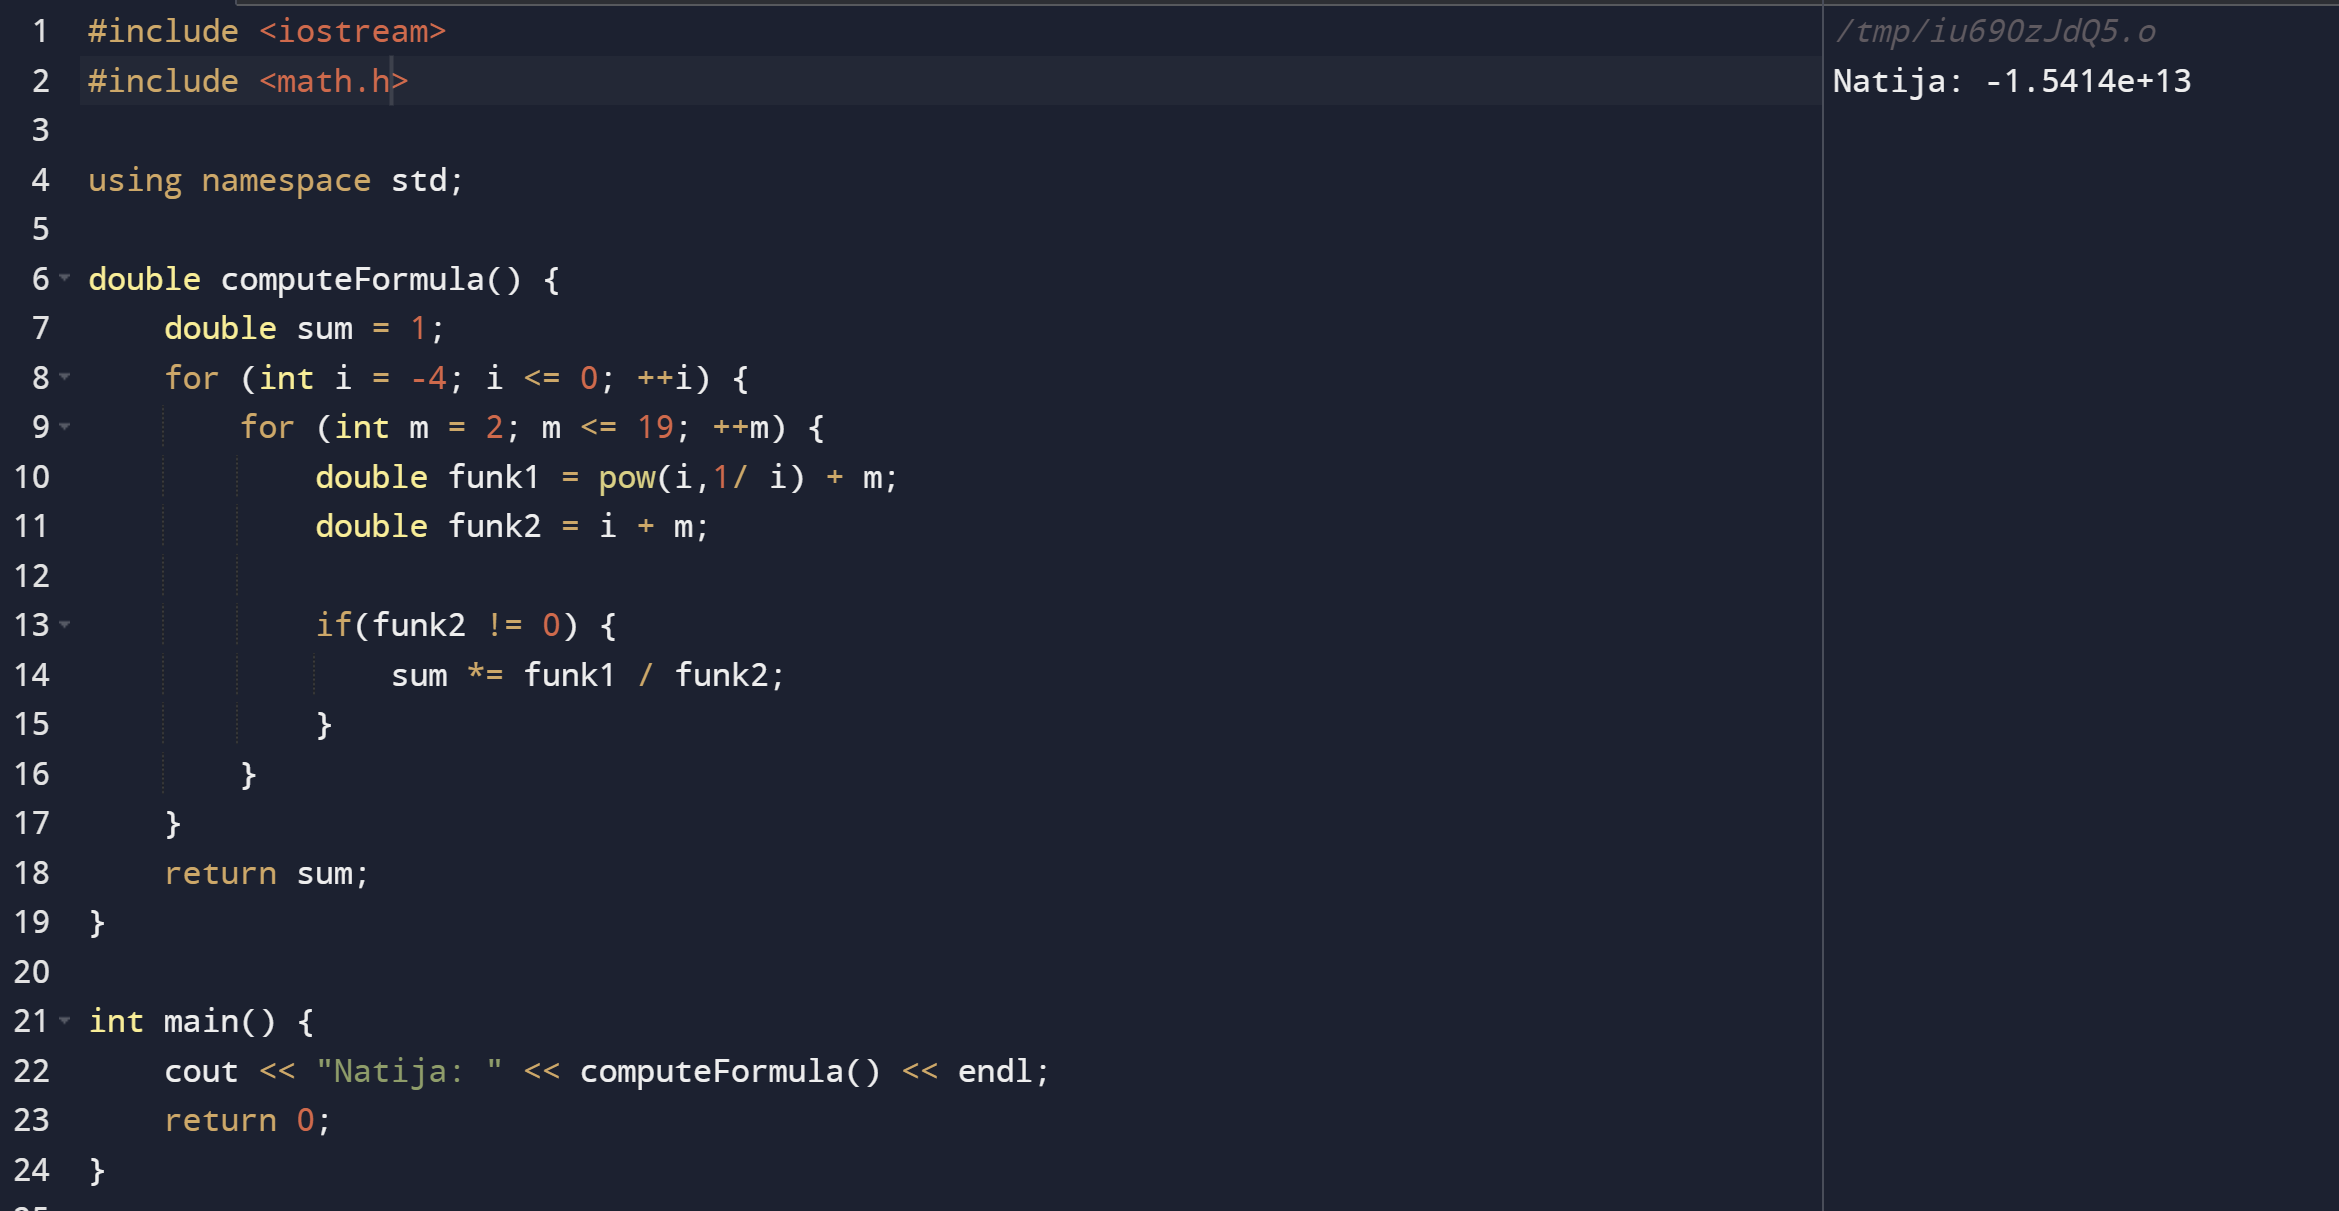 1 #include <iostream>
2 #include <math.h>
3
4 using namespace std;
5
6 double computeFormula() {
7     double sum = 1;
8     for (int i = -4; i <= 0; ++i) {
9         for (int m = 2; m <= 19; ++m) {
10             double funk1 = pow(i,1/ i) + m;
11             double funk2 = i + m;
12
13             if(funk2 != 0) {
14                 sum *= funk1 / funk2;
15             }
16         }
17     }
18     return sum;
19 }
20
21 int main() {
22     cout << "Natija: " << computeFormula() << endl;
23     return 0;
24 }
/tmp/iu69OzJdQ5.o
Natija: -1.5414e+13